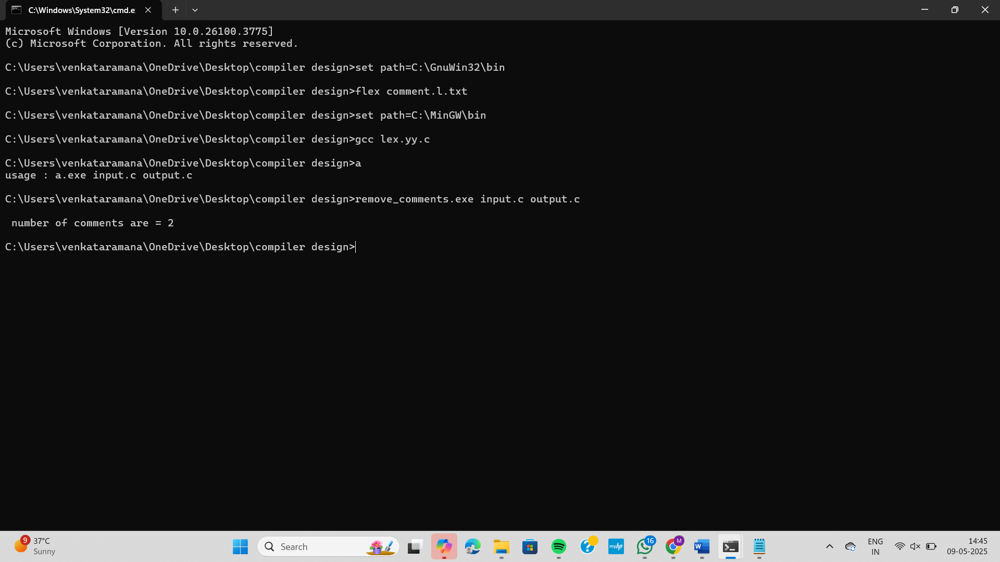 C:\Windows\System32\cmd.e
Microsoft Windows [Version 10.0.26100.3775]
(c) Microsoft Corporation. All rights reserved.
C:\Users\venkataramana\OneDrive\Desktop\compiler design>set path=C:\GnuWin32\bin
C:\Users\venkataramana\OneDrive\Desktop\compiler design>flex comment.l.txt
C:\Users\venkataramana\OneDrive\Desktop\compiler design>set path=C:\MinGW\bin
C:\Users\venkataramana\OneDrive\Desktop\compiler design>gcc lex.yy.c
C:\Users\venkataramana\OneDrive\Desktop\compiler design>a
usage : a.exe input.c output.c
C:\Users\venkataramana\OneDrive\Desktop\compiler design>remove_comments.exe input.c output.c
number of comments are = 2
C:\Users\venkataramana\OneDrive\Desktop\compiler design>
9
37°C
Sunny
Search
myhp
16
M
W
ENG
IN
14:45
09-05-2025